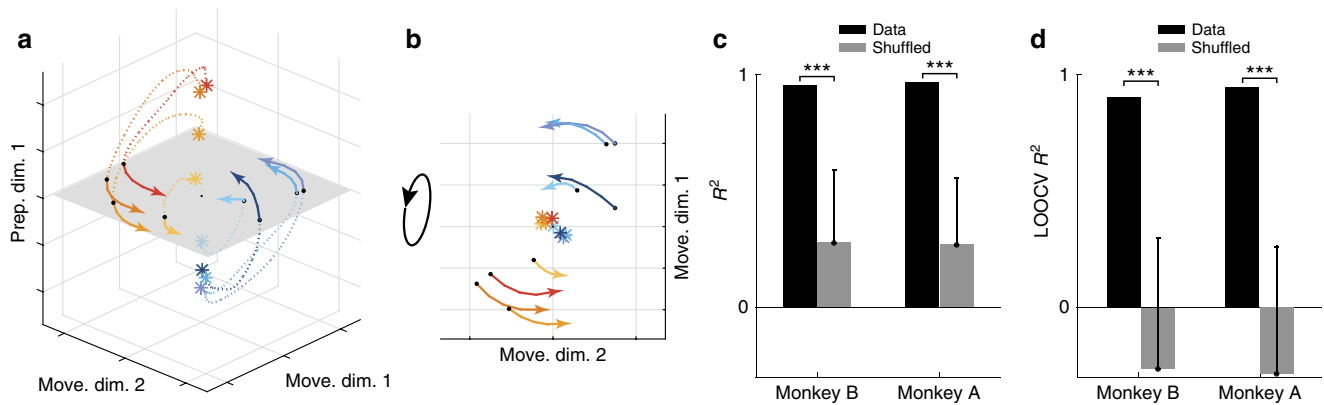 a
Prep. dim. 1
Move. dim. 2
Move. dim. 1
b
Move. dim. 2
Move. dim. 1
c
Data
Shuffled
***
***
1
R²
0
Monkey B
Monkey A
d
Data
Shuffled
***
***
1
LOOCV R²
0
Monkey B
Monkey A